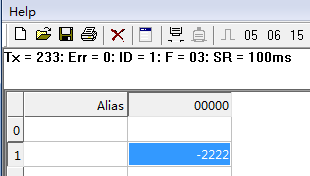 Help
05 06 15
Tx = 233: Err = 0: ID = 1: F = 03: SR = 100ms
Alias 00000
0
1 -2222